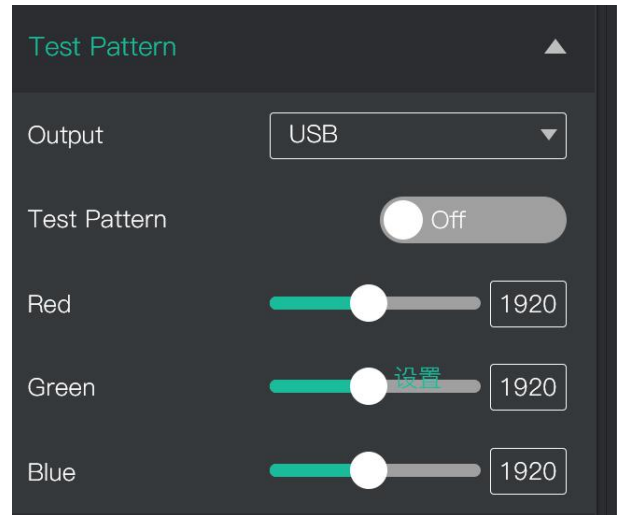 Test Pattern
Output USB
Test Pattern Off
Red 1920
设置
Green 1920
Blue 1920